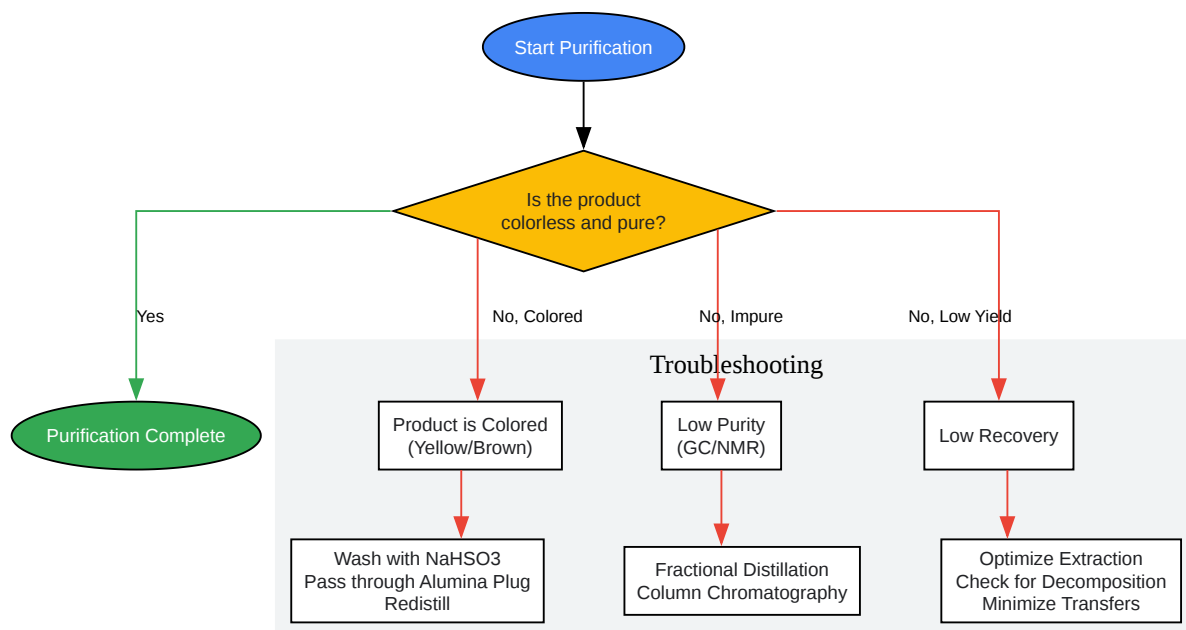 Start Purification
Is the product
colorless and pure?
Yes
No, Colored
No, Impure
No, Low Yield
Troubleshooting
Purification Complete
Product is Colored
(Yellow/Brown)
Low Purity
(GC/NMR)
Low Recovery
Wash with NaHSO3
Pass through Alumina Plug
Redistill
Fractional Distillation
Column Chromatography
Optimize Extraction
Check for Decomposition
Minimize Transfers